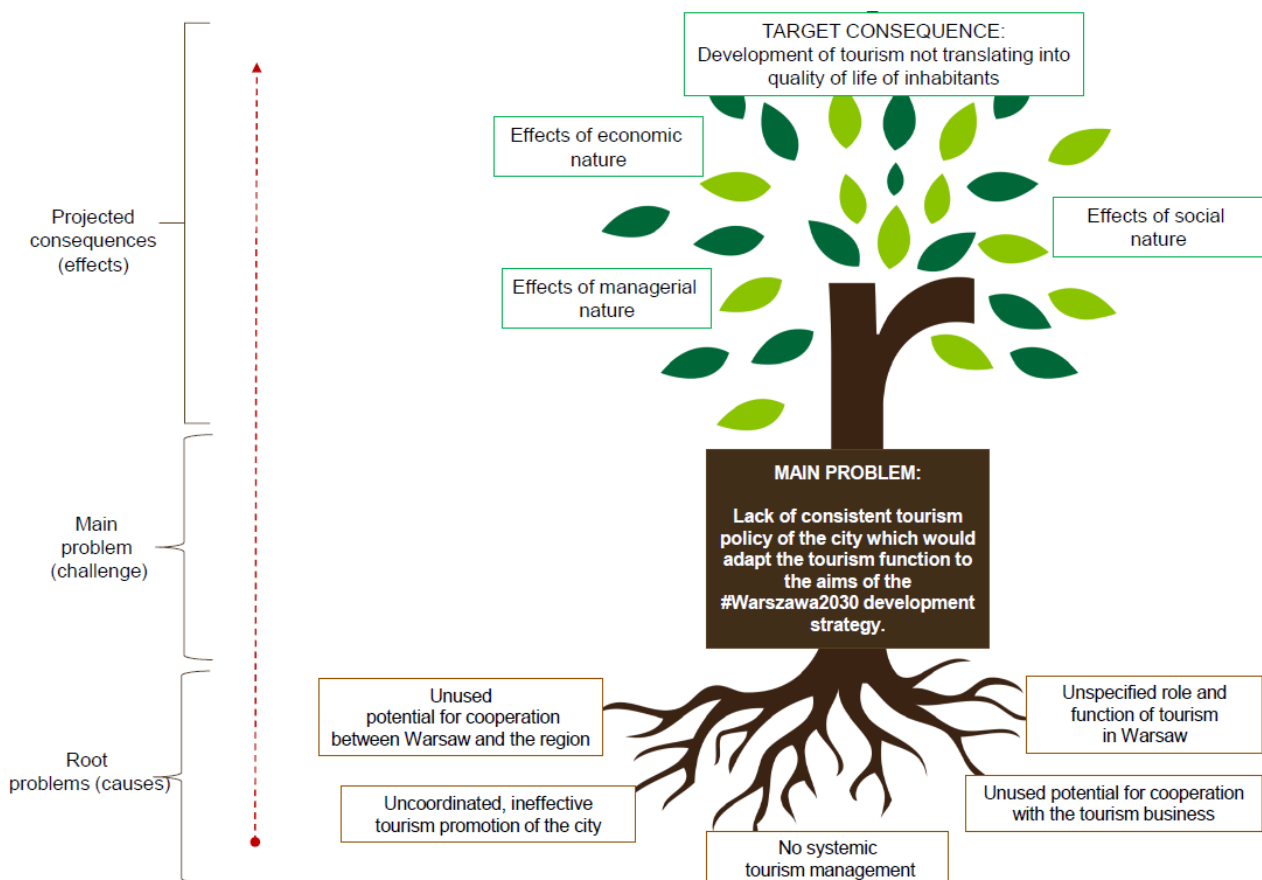 TARGET CONSEQUENCE:
Development of tourism not translating into
quality of life of inhabitants
Effects of economic
nature
Effects of social
nature
Effects of managerial
nature
Projected
consequences
(effects)
MAIN PROBLEM:
Lack of consistent tourism
policy of the city which would
adapt the tourism function to
the aims of the
#Warszawa2030 development
strategy.
Main
problem
(challenge)
Unused
potential for cooperation
between Warsaw and the region
Unspecified role and
function of tourism
in Warsaw
Root
problems (causes)
Uncoordinated, ineffective
tourism promotion of the city
Unused potential for cooperation
with the tourism business
No systemic
tourism management